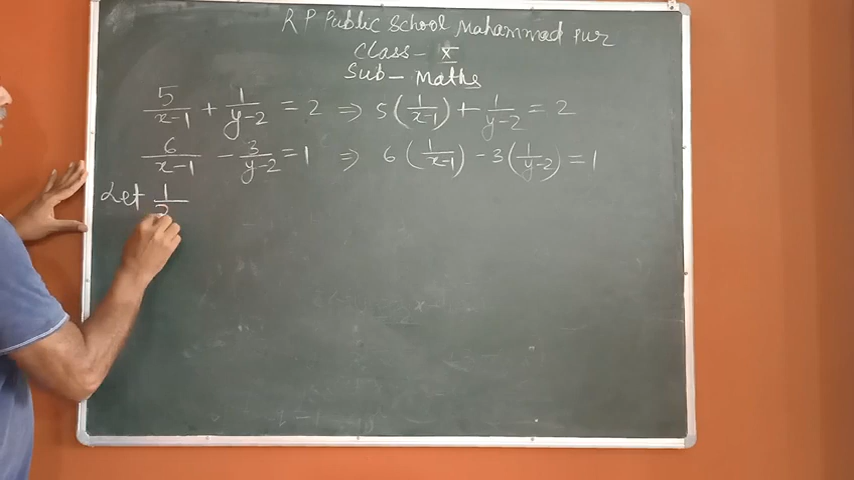 R P Public School Mahammad pur
Class - X
Sub - Maths
5/(x-1) + 1/(y-2) = 2 ⇒ 5(1/(x-1)) + 1/(y-2) = 2
6/(x-1) - 3/(y-2) = 1 ⇒ 6(1/(x-1)) - 3(1/(y-2)) = 1
Let 1/